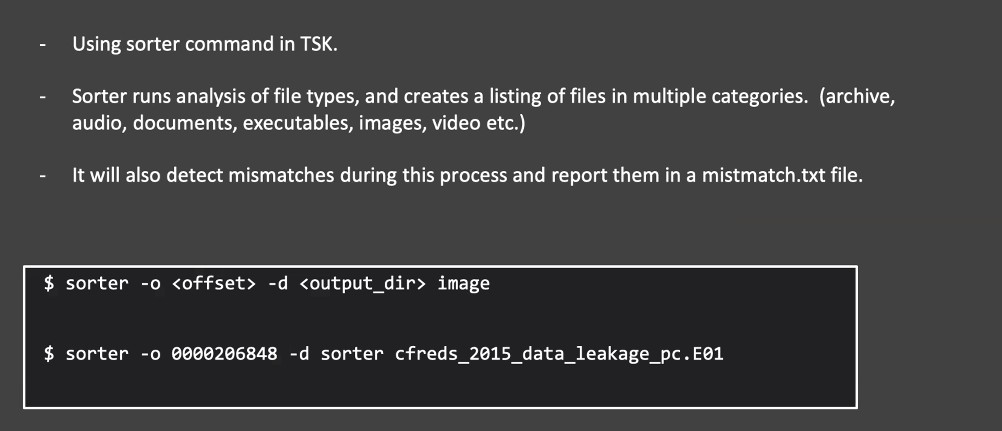 - Using sorter command in TSK.
- Sorter runs analysis of file types, and creates a listing of files in multiple categories. (archive,
audio, documents, executables, images, video etc.)
- It will also detect mismatches during this process and report them in a mistmatch.txt file.
$ sorter -o <offset> -d <output_dir> image
$ sorter -o 0000206848 -d sorter cfreds_2015_data_leakage_pc.E01